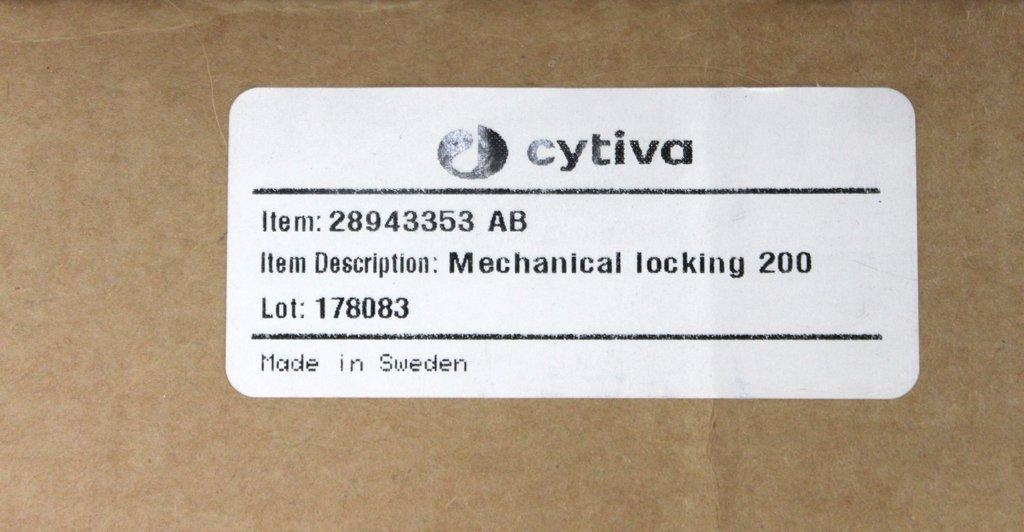 cytiva
Item: 28943353 AB
Item Description: Mechanical locking 200
Lot: 178083
Made in Sweden